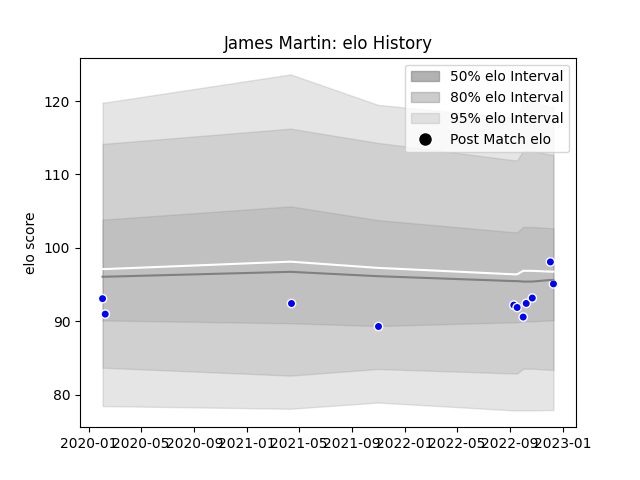 James Martin: elo History
50% elo Interval
80% elo Interval
95% elo Interval
Post Match elo
elo score
120
110
100
90
80
2020-01 2020-05 2020-09 2021-01 2021-05 2021-09 2022-01 2022-05 2022-09 2023-01